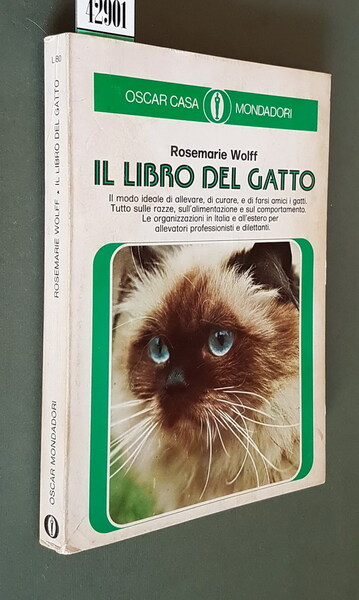 42901
OSCAR CASA MONDADORI
Rosemarie Wolff
IL LIBRO DEL GATTO
Il modo ideale di allevare, di curare, e di farsi amici i gatti.
Tutto sulle razze, sull'alimentazione e sul comportamento.
Le organizzazioni in Italia e all'estero per
allevatori professionisti e dilettanti.
L 80
ROSEMARIE WOLFF • IL LIBRO DEL GATTO
OSCAR MONDADORI